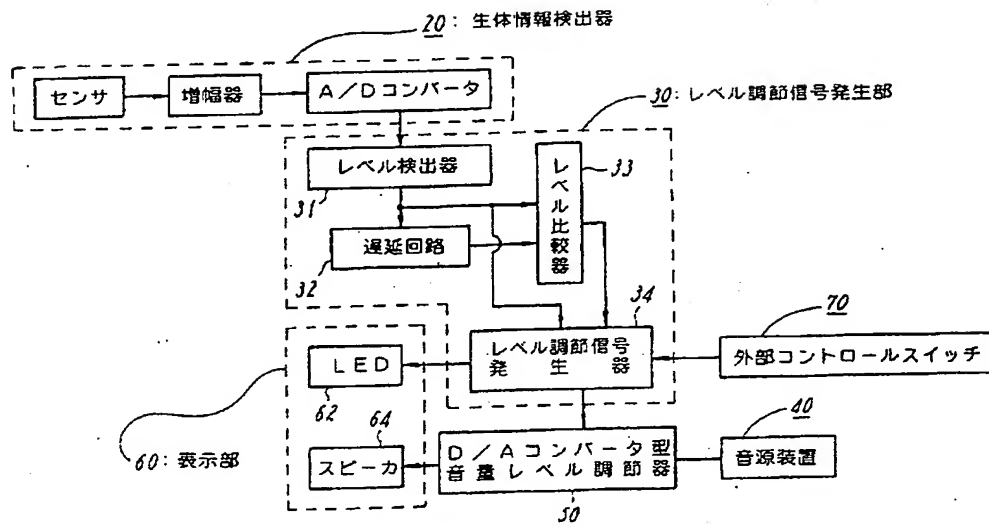 20: 生体情報検出器
センサ
増幅器
A/Dコンバータ
30:レベル調節信号発生部
レベル検出器
31
レベル比較器
33
遅延回路
32
34
レベル調節信号
発生器
70
外部コントロールスイッチ
LED
62
64
スピーカ
60:表示部
D/Aコンバータ型
音量レベル調節器
50
40
音源装置